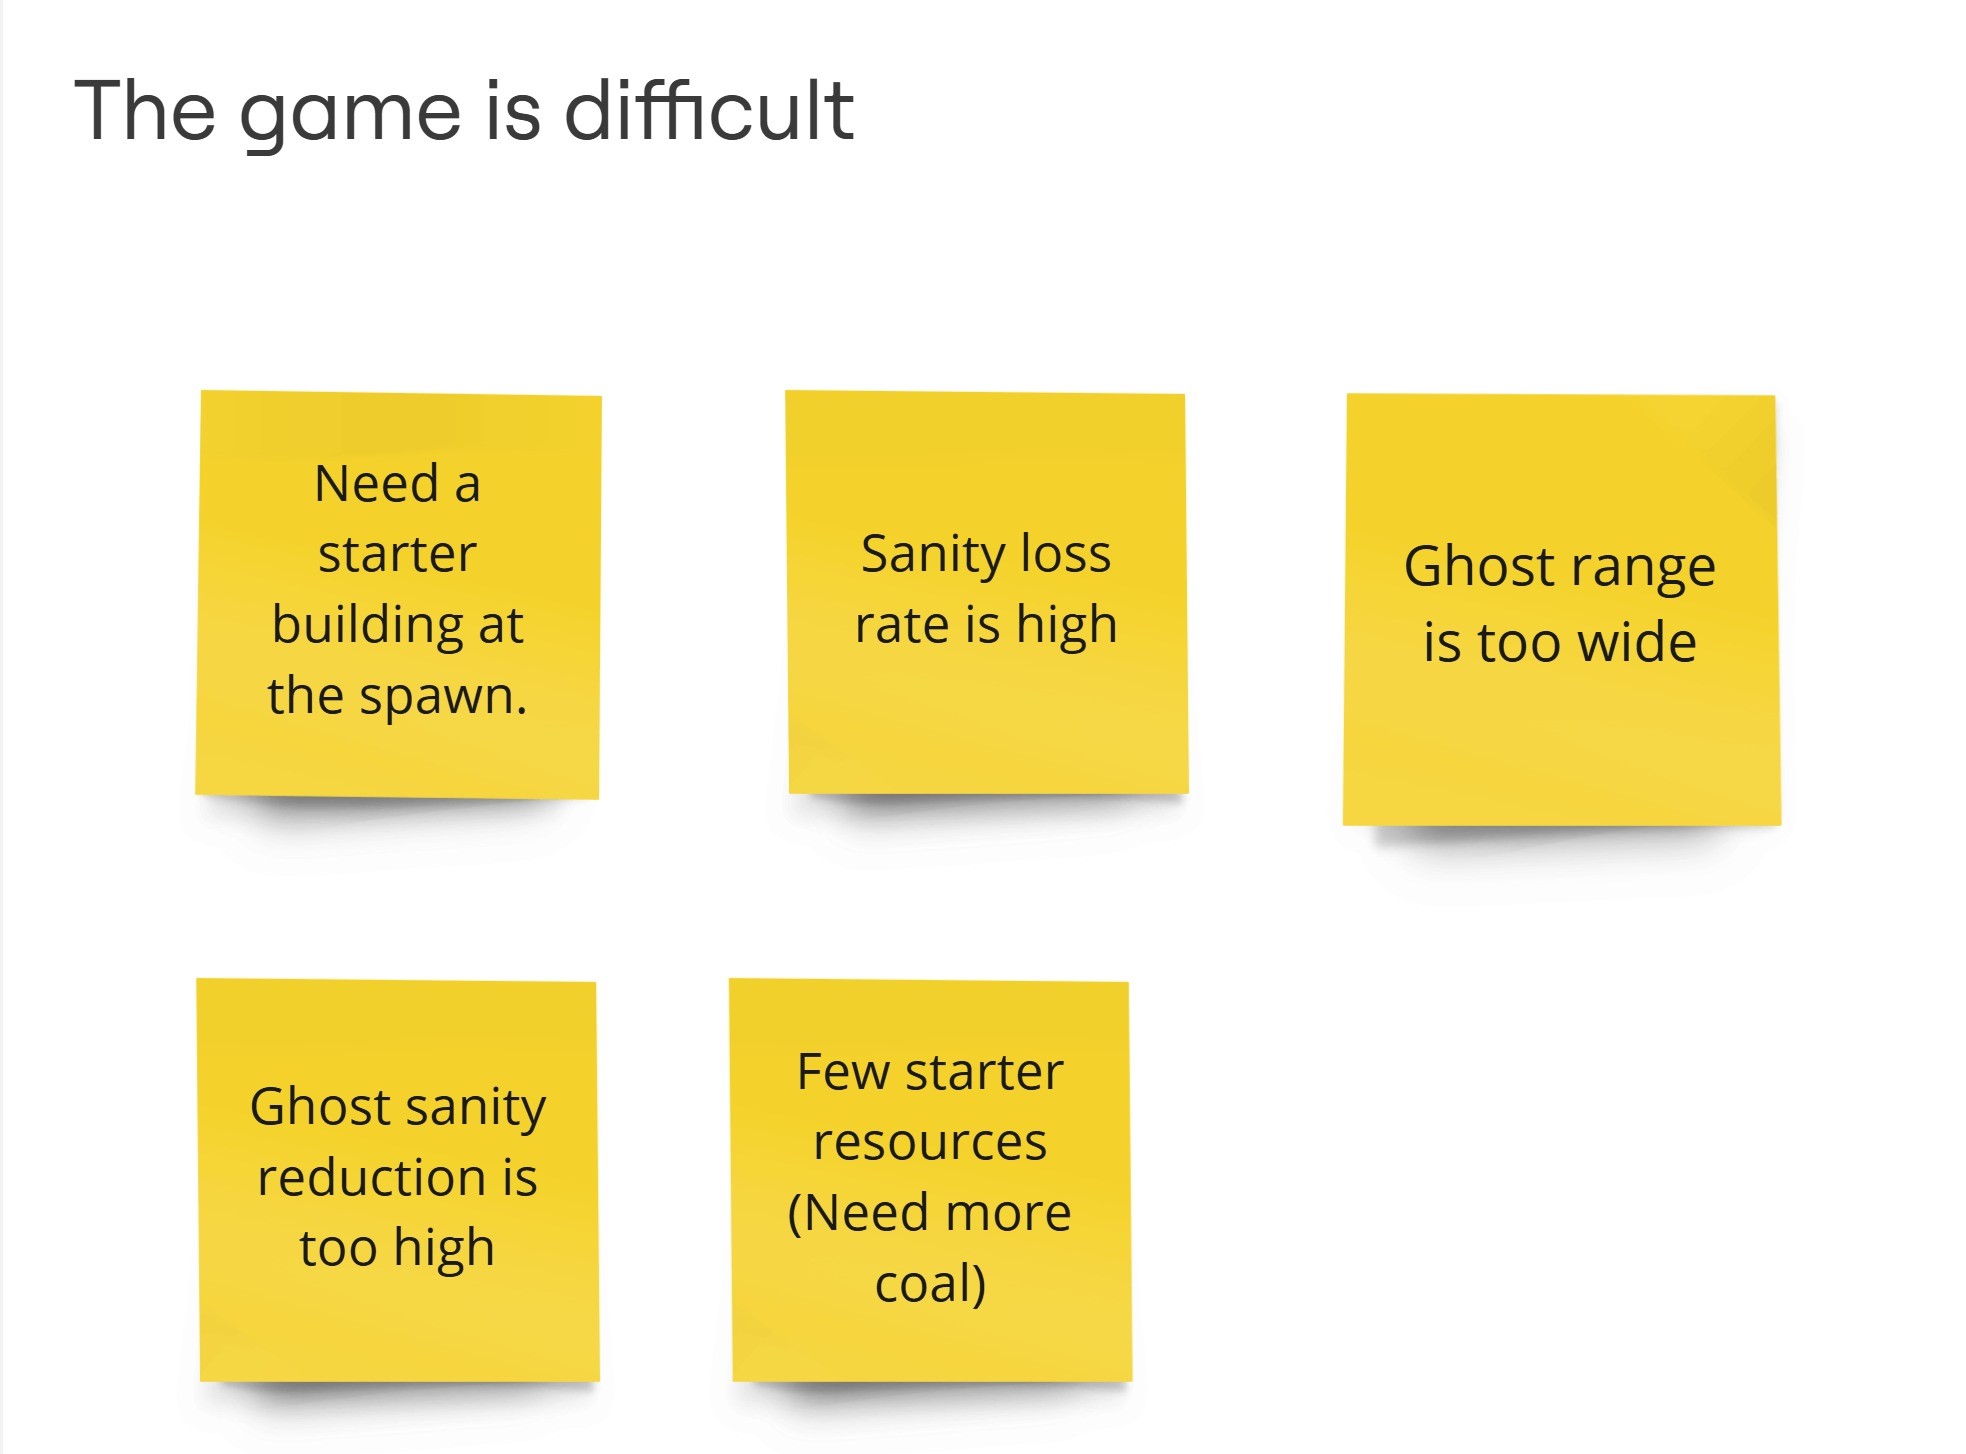 The game is difficult
Need a
starter
building at
the spawn.
Sanity loss
rate is high
Ghost range
is too wide
Ghost sanity
reduction is
too high
Few starter
resources
(Need more
coal)